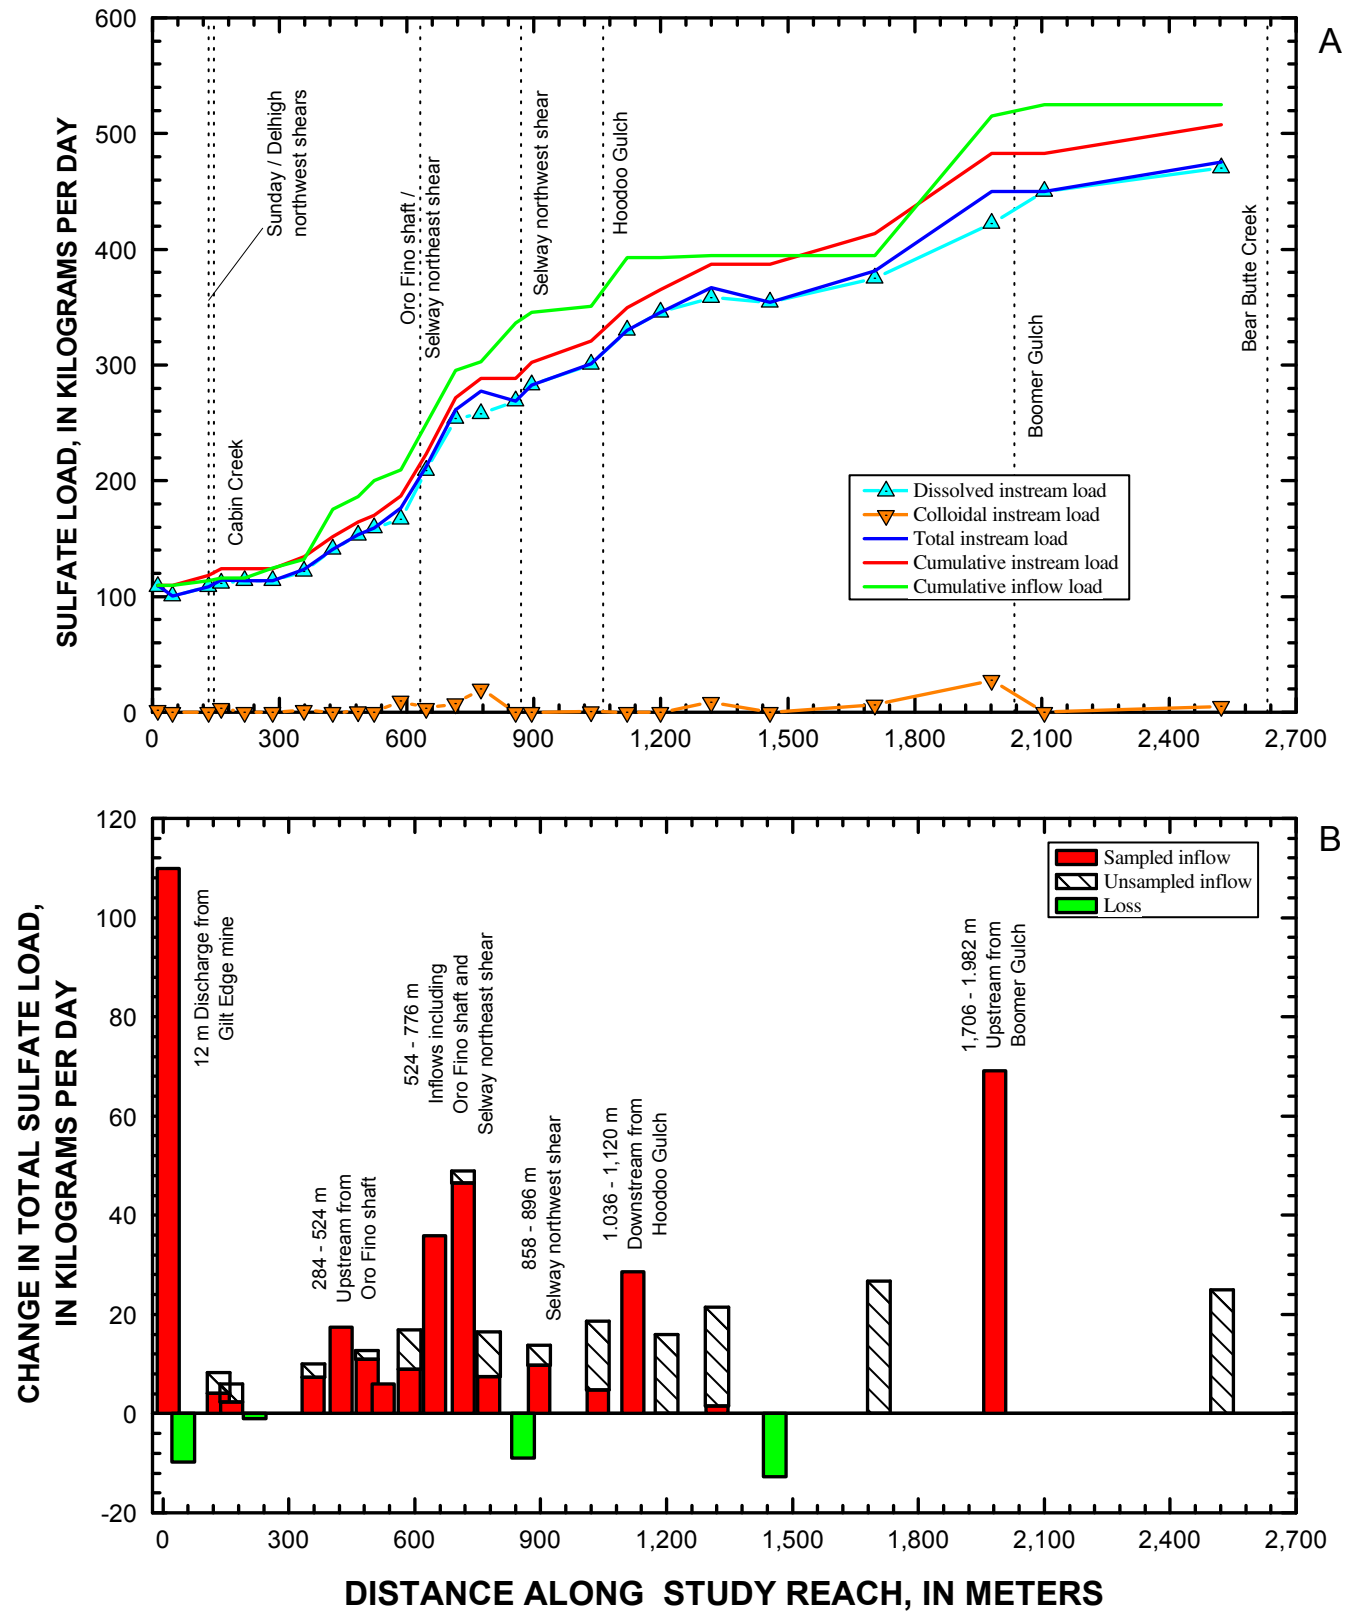 A
SULFATE LOAD, IN KILOGRAMS PER DAY
600
500
400
300
200
100
0
Sunday / Delhigh
northwest shears
Cabin Creek
Oro Fino shaft /
Selway northeast shear
Selway northwest shear
Hoodoo Gulch
Boomer Gulch
Bear Butte Creek
Dissolved instream load
Colloidal instream load
Total instream load
Cumulative instream load
Cumulative inflow load
0 300 600 900 1,200 1,500 1,800 2,100 2,400 2,700
B
CHANGE IN TOTAL SULFATE LOAD,
IN KILOGRAMS PER DAY
120
100
80
60
40
20
0
-20
Sampled inflow
Unsampled inflow
Loss
12 m Discharge from
Gilt Edge mine
284 - 524 m
Upstream from
Oro Fino shaft
524 - 776 m
Inflows including
Oro Fino shaft and
Selway northeast shear
858 - 896 m
Selway northwest shear
1.036 - 1,120 m
Downstream from
Hoodoo Gulch
1,706 - 1.982 m
Upstream from
Boomer Gulch
0 300 600 900 1,200 1,500 1,800 2,100 2,400 2,700
DISTANCE ALONG STUDY REACH, IN METERS